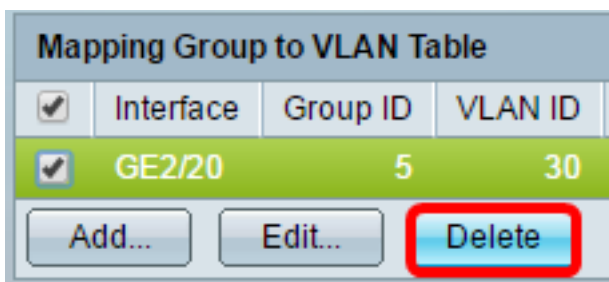 Mapping Group to VLAN Table
Interface Group ID VLAN ID
GE2/20 5 30
Add... Edit... Delete